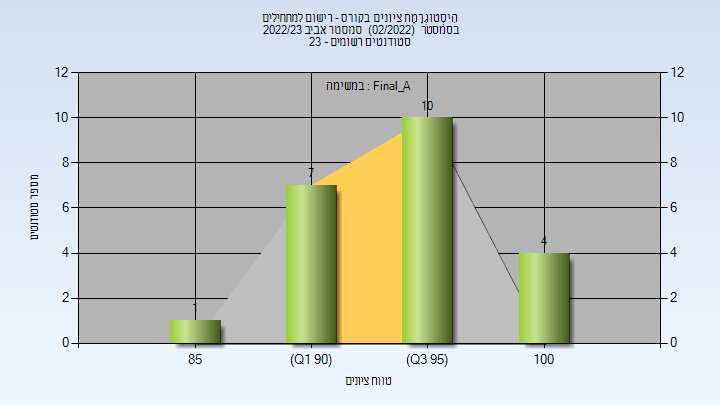 היסטוגרמת ציונים בקורס - רישום למתחילים
בסמסטר (02/2022) סמסטר אביב 2022/23
סטודנטים רשומים - 23
במשימה : Final_A
12 12
10 10
8 8
6 6
4 4
2 2
0 0
1 7 10 4
85 (Q1 90) (Q3 95) 100
מספר סטודנטים
טווח ציונים